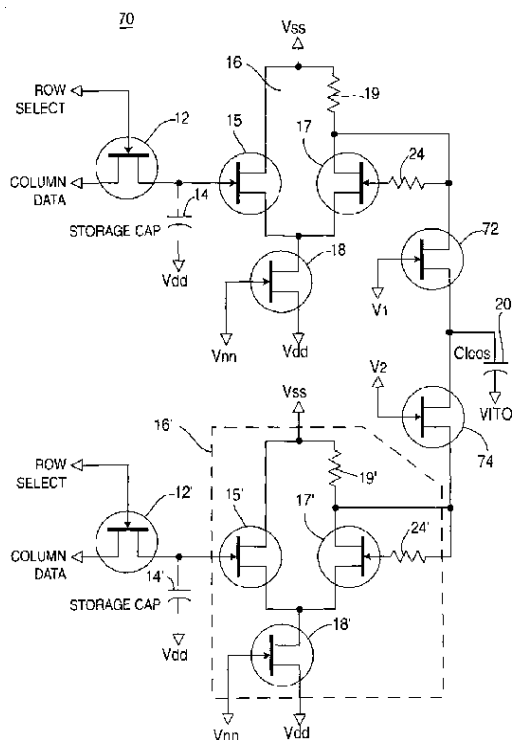 70
Vss
ROW
SELECT
12
16
19
15
17
24
COLUMN
DATA
14
STORAGE CAP
18
72
Vdd
V1
Vnn
Vdd
20
Clcos
V2
VITO
Vss
16'
74
ROW
SELECT
12'
19'
15'
17'
24'
COLUMN
DATA
14'
STORAGE CAP
18'
Vdd
Vnn
Vdd